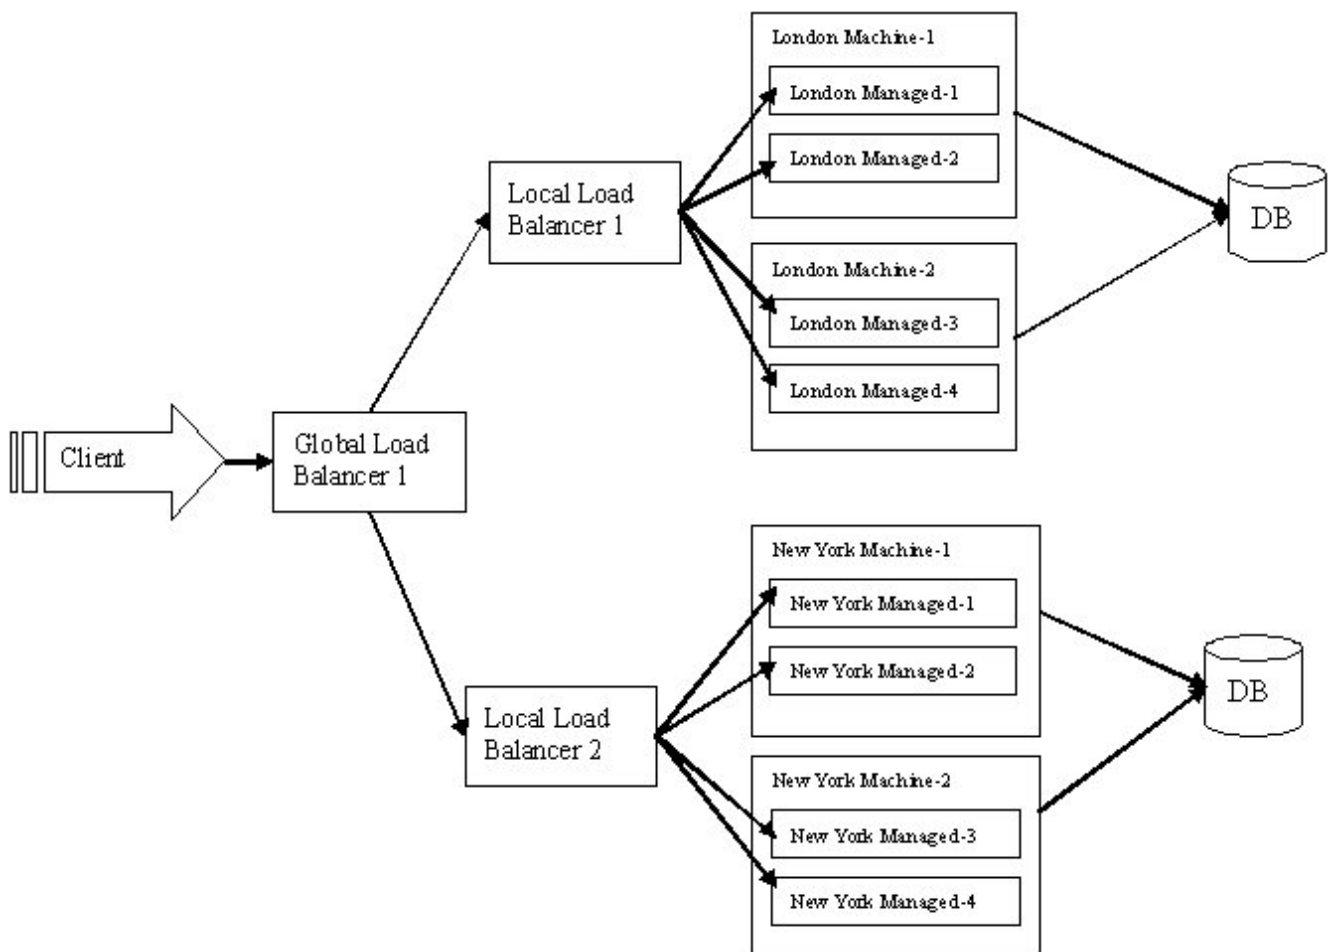 London Machine-1
London Managed-1
London Managed-2
Local Load
Balancer 1
DB
London Machine-2
London Managed-3
London Managed-4
Client
Global Load
Balancer 1
New York Machine-1
New York Managed-1
New York Managed-2
Local Load
Balancer 2
DB
New York Machine-2
New York Managed-3
New York Managed-4